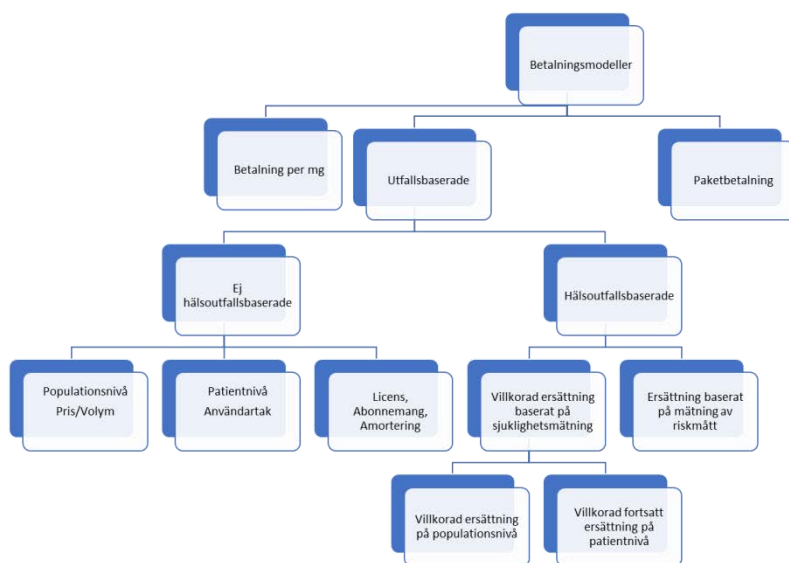 Betalningsmodeller
Betalning per mg
Utfallsbaserade
Paketbetalning
Ej
hälsoutfallsbaserade
Hälsoutfallsbaserade
Populationsnivå
Pris/Volym
Patientnivå
Användartak
Licens,
Abonnemang,
Amortering
Villkorad ersättning
baserat på
sjuklighetsmätning
Ersättning baserat
på mätning av
riskmått
Villkorad ersättning
på populationsnivå
Villkorad fortsatt
ersättning på
patientnivå